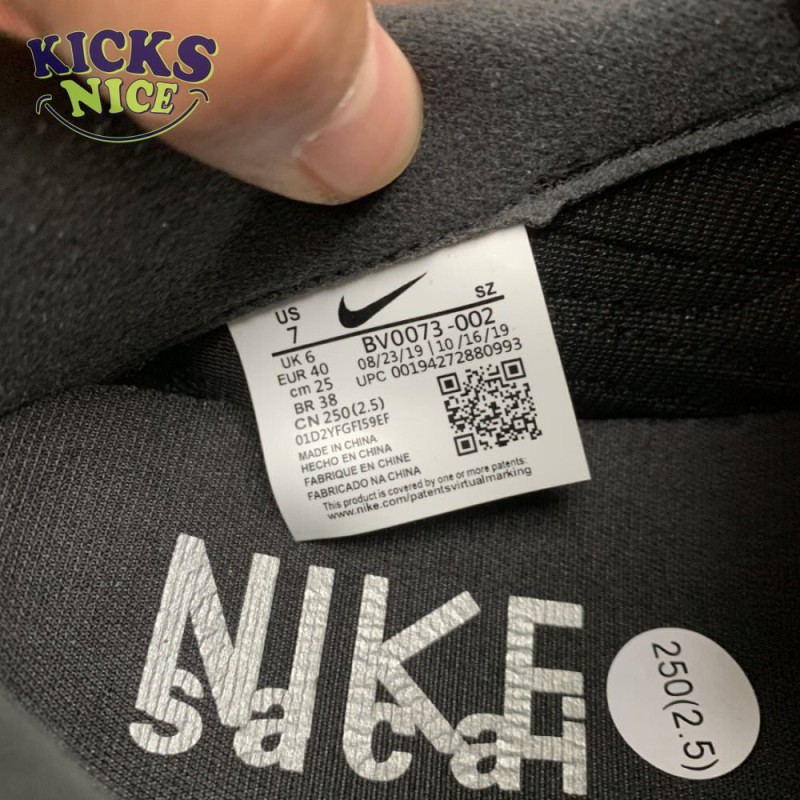 KICKS
NICE
US
7
SZ
UK 6
EUR 40
cm 25
BR 38
CN 250(2.5)
01D2YFGFI59EF
BV0073-002
08/23/19 | 10/16/19
UPC 00194272880993
MADE IN CHINA
HECHO EN CHINA
FABRIQUE EN CHINE
FABRICADO NA CHINA
This product is covered by one or more patents:
www.nike.com/patentsvirtualmarking
NIKE
sacai
250(2.5)